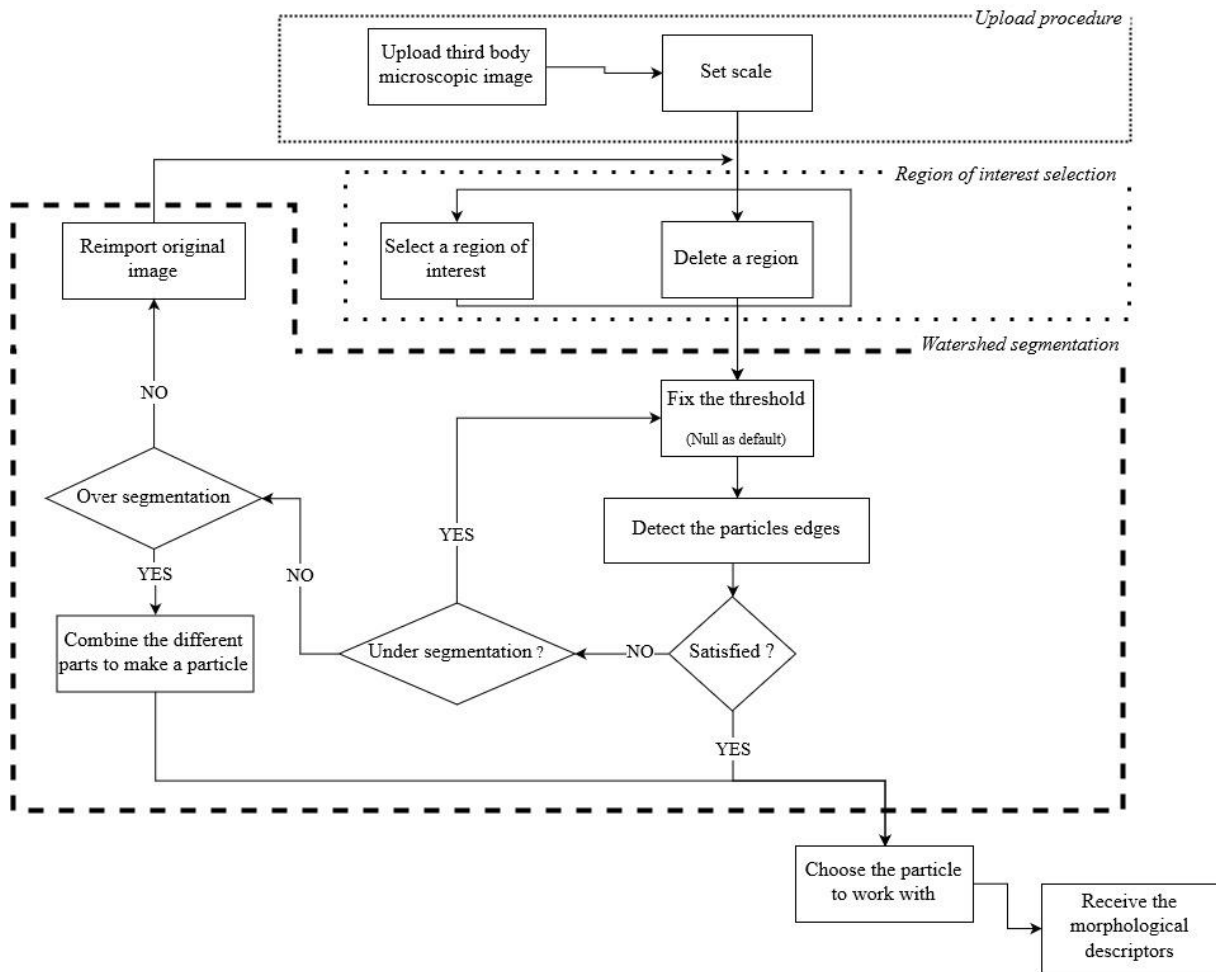 Upload procedure
Upload third body
microscopic image
Set scale
Region of interest selection
Reimport original
image
Select a region of
interest
Delete a region
Watershed segmentation
NO
Fix the threshold
(Null as default)
Over segmentation
YES
Detect the particles edges
YES
NO
Combine the different
parts to make a particle
Under segmentation ?
NO
Satisfied ?
YES
Choose the particle
to work with
Receive the
morphological
descriptors